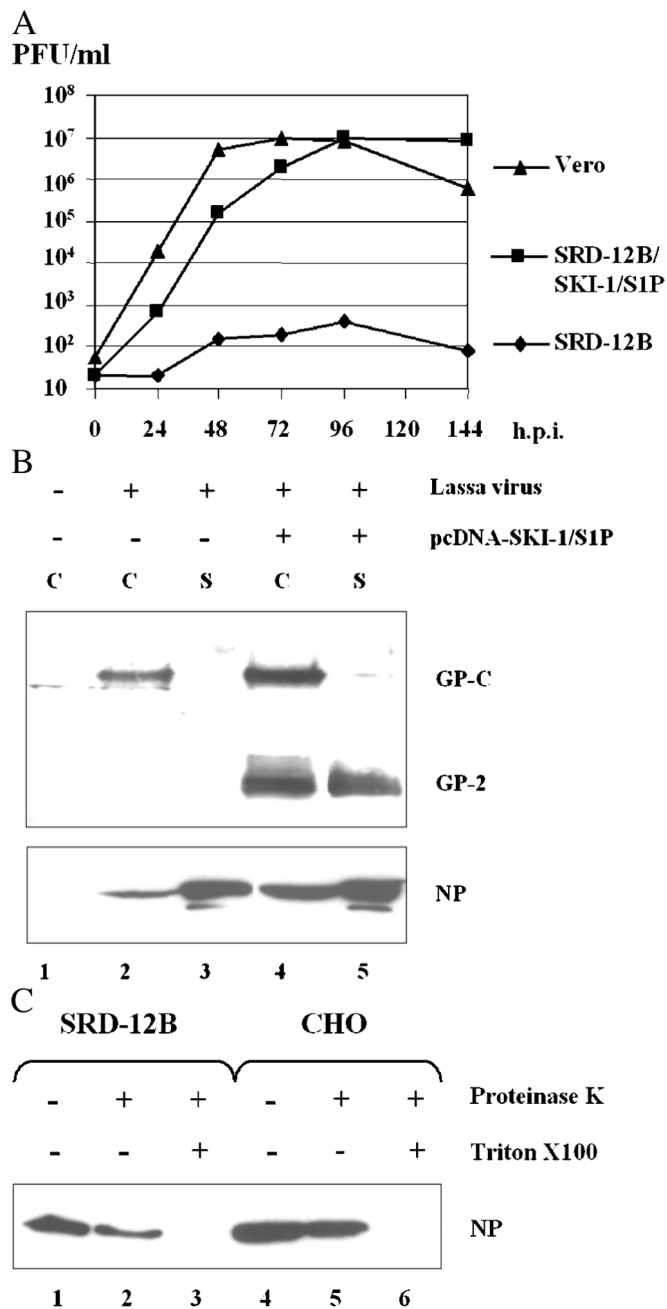 A
PFU/ml
10⁸
10⁷
10⁶
10⁵
10⁴
10³
10²
10
0 24 48 72 96 120 144 h.p.i.
Vero
SRD-12B/
SKI-1/S1P
SRD-12B
B
- + + + + Lassa virus
- - - + + pcDNA-SKI-1/S1P
C C S C S
GP-C
GP-2
NP
1 2 3 4 5
C
SRD-12B CHO
- + + - + + Proteinase K
- - + - - + Triton X100
NP
1 2 3 4 5 6